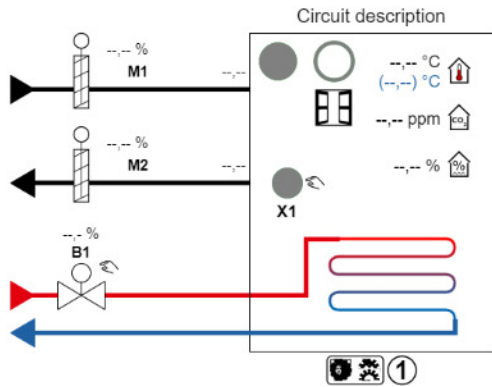 Circuit description
--,-- %
M1
--,--
--,-- °C
(--,--) °C
--,-- ppm
CO₂
--,-- %
M2
--,--
--,-- %
%
X1
--,- %
B1
1